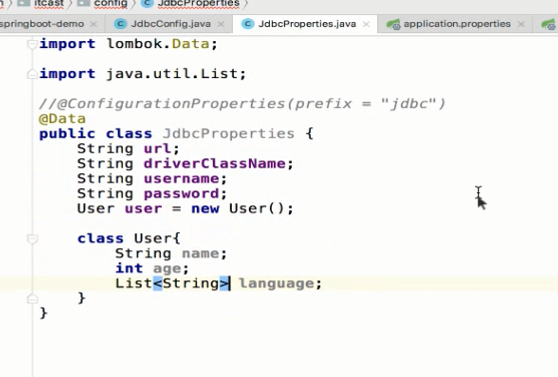 itcast config JdbcProperties
springboot-demo JdbcConfig.java JdbcProperties.java application.properties
import lombok.Data;
import java.util.List;
//@ConfigurationProperties(prefix = "jdbc")
@Data
public class JdbcProperties {
String url;
String driverClassName;
String username;
String password;
User user = new User();
class User{
String name;
int age;
List<String> language;
}
}